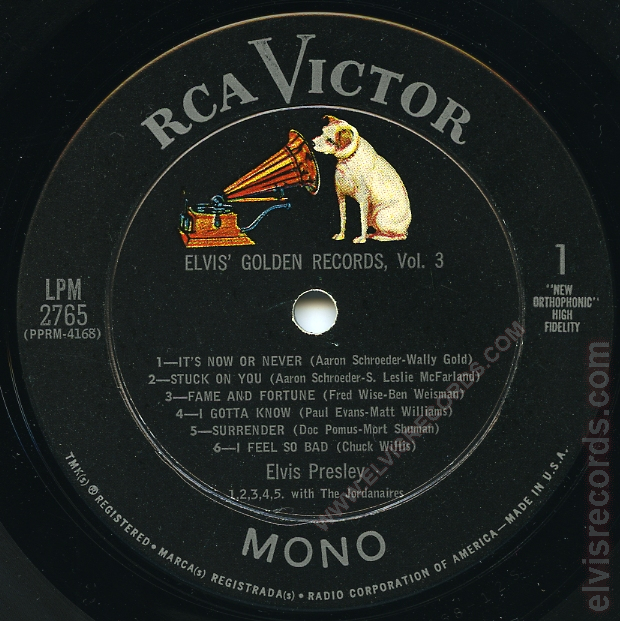 RCA VICTOR
ELVIS' GOLDEN RECORDS, Vol. 3
LPM
2765
(PPRM-4168)
1
"NEW
ORTHOPHONIC"
HIGH
FIDELITY
1—IT'S NOW OR NEVER (Aaron Schroeder-Wally Gold)
2—STUCK ON YOU (Aaron Schroeder-S. Leslie McFarland)
3—FAME AND FORTUNE (Fred Wise-Ben Weisman)
4—I GOTTA KNOW (Paul Evans-Matt Williams)
5—SURRENDER (Doc Pomus-Mort Shuman)
6—I FEEL SO BAD (Chuck Willis)
Elvis Presley
1,2,3,4,5. with The Jordanaires
MONO
TMK(s) ® REGISTERED • MARCA(s) REGISTRADA(s) • RADIO CORPORATION OF AMERICA—MADE IN U.S.A.
WWW.ELVISRECORDS.COM
elvisrecords.com